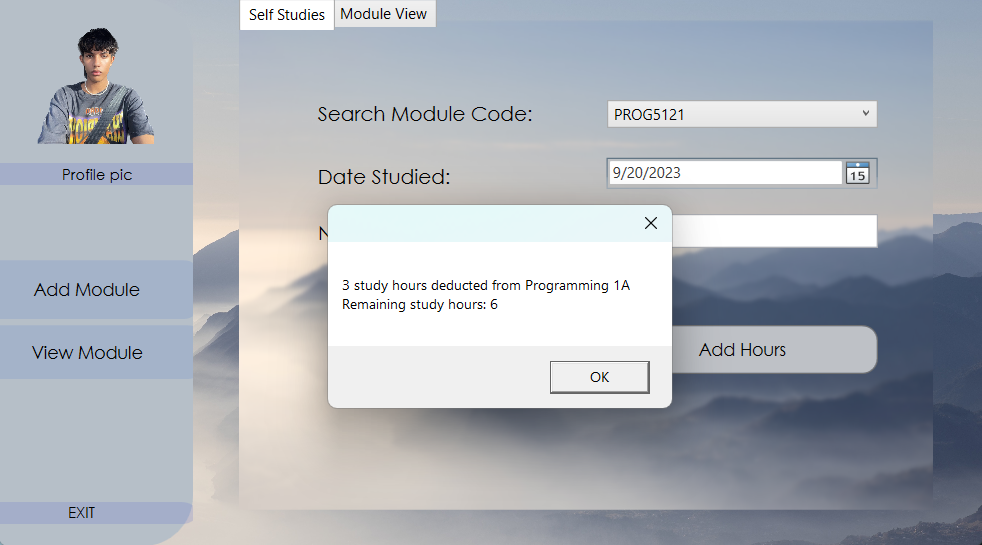 Self Studies
Module View
Search Module Code:
PROG5121
Profile pic
Date Studied:
9/20/2023
15
3 study hours deducted from Programming 1A
Remaining study hours: 6
Add Module
View Module
Add Hours
OK
EXIT